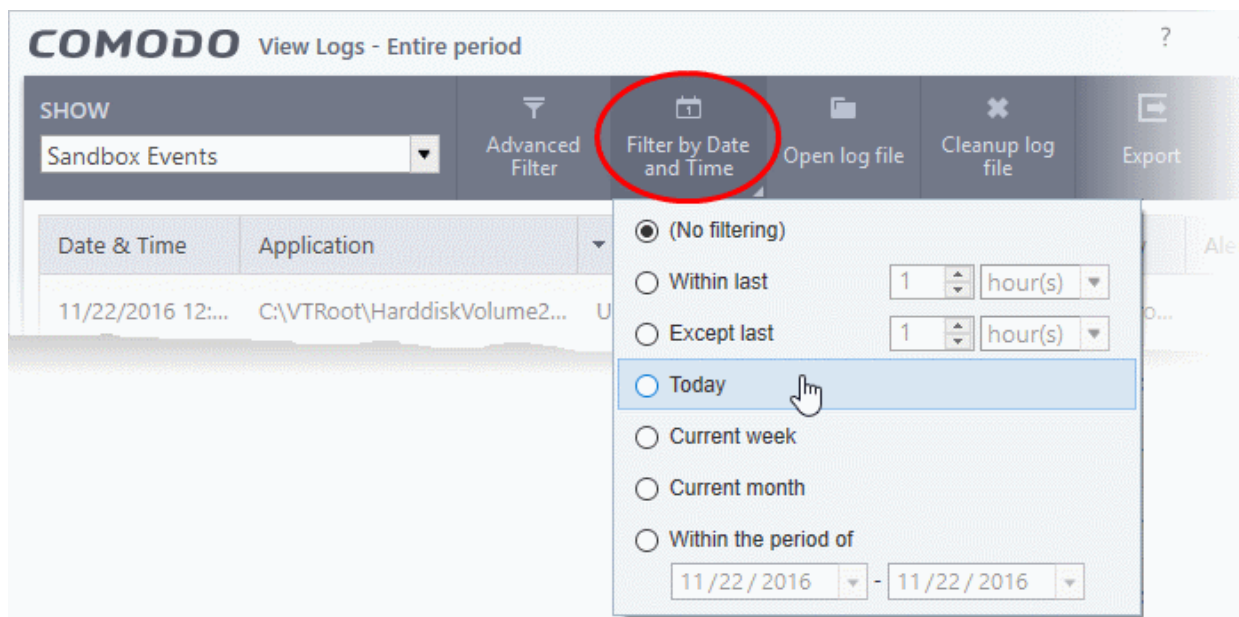 COMODO View Logs - Entire period ?
SHOW
Sandbox Events
Advanced
Filter
1
Filter by Date
and Time
Open log file
Cleanup log
file
Export
Date & Time Application Ale
11/22/2016 12:... C:\VTRoot\HarddiskVolume2... U o...
(No filtering)
Within last 1 hour(s)
Except last 1 hour(s)
Today
Current week
Current month
Within the period of
11/22/2016 - 11/22/2016